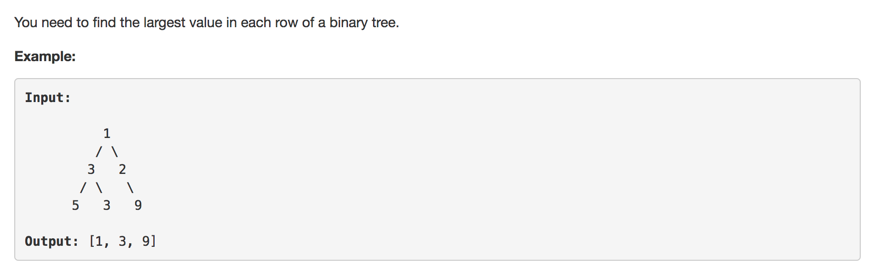 You need to find the largest value in each row of a binary tree.
Example:
Input:
1
/ \
3 2
/ \ \
5 3 9
Output: [1, 3, 9]